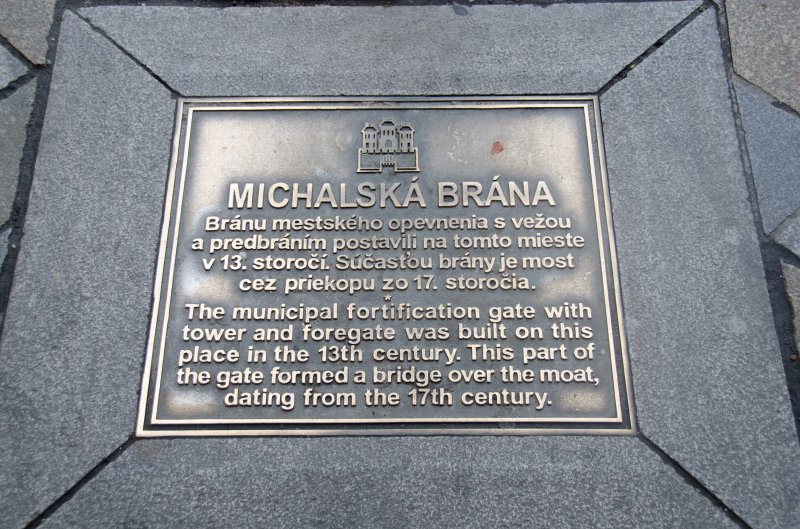 MICHALSKÁ BRÁNA
Bránu mestského opevnenia s vežou
a predbráním postavili na tomto mieste
v 13. storočí. Súčasťou brány je most
cez priekopu zo 17. storočia.
*
The municipal fortification gate with
tower and foregate was built on this
place in the 13th century. This part of
the gate formed a bridge over the moat,
dating from the 17th century.